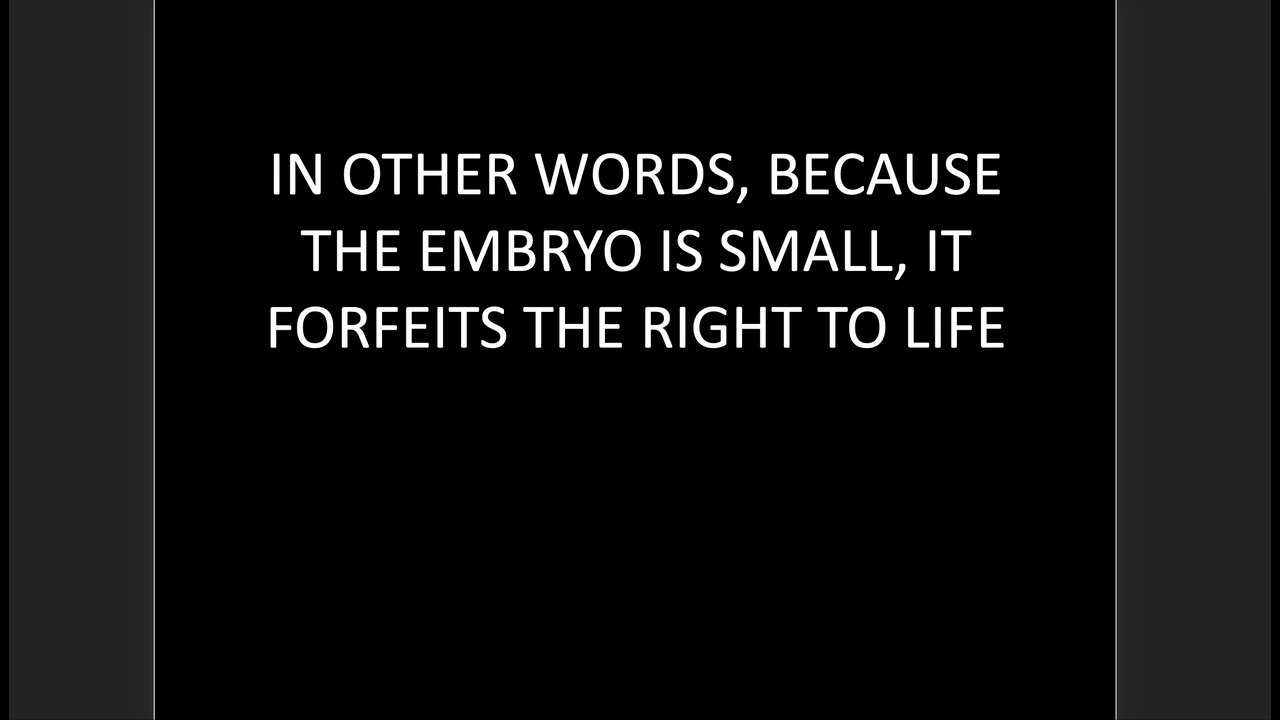 IN OTHER WORDS, BECAUSE
THE EMBRYO IS SMALL, IT
FORFEITS THE RIGHT TO LIFE